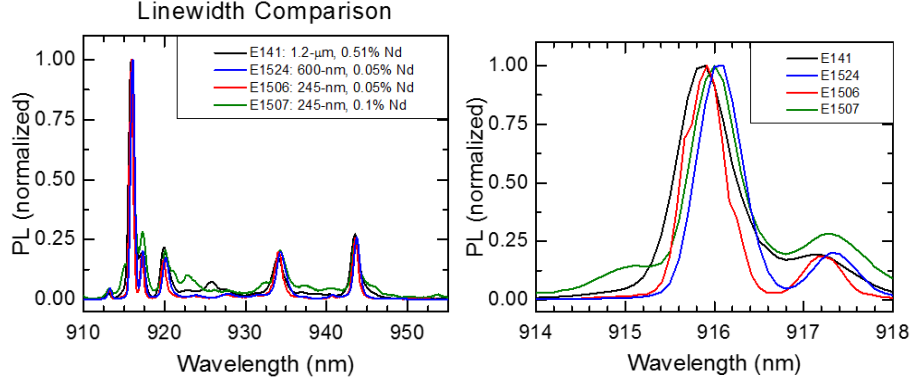 Linewidth Comparison
PL (normalized)
1.00
0.75
0.50
0.25
0.00
910 920 930 940 950
Wavelength (nm)
E141: 1.2-μm, 0.51% Nd
E1524: 600-nm, 0.05% Nd
E1506: 245-nm, 0.05% Nd
E1507: 245-nm, 0.1% Nd
PL (normalized)
1.00
0.75
0.50
0.25
0.00
914 915 916 917 918
Wavelength (nm)
E141
E1524
E1506
E1507